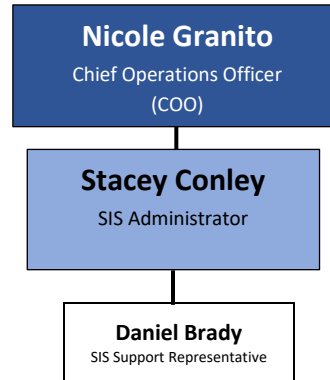 Nicole Granito
Chief Operations Officer
(COO)
Stacey Conley
SIS Administrator
Daniel Brady
SIS Support Representative